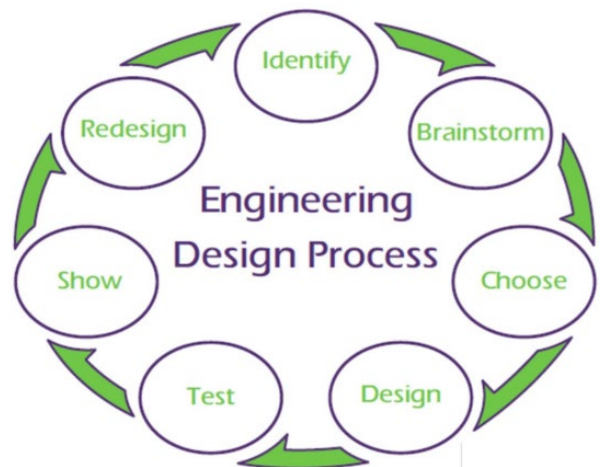 Identify
Brainstorm
Choose
Design
Test
Show
Redesign
Engineering
Design Process